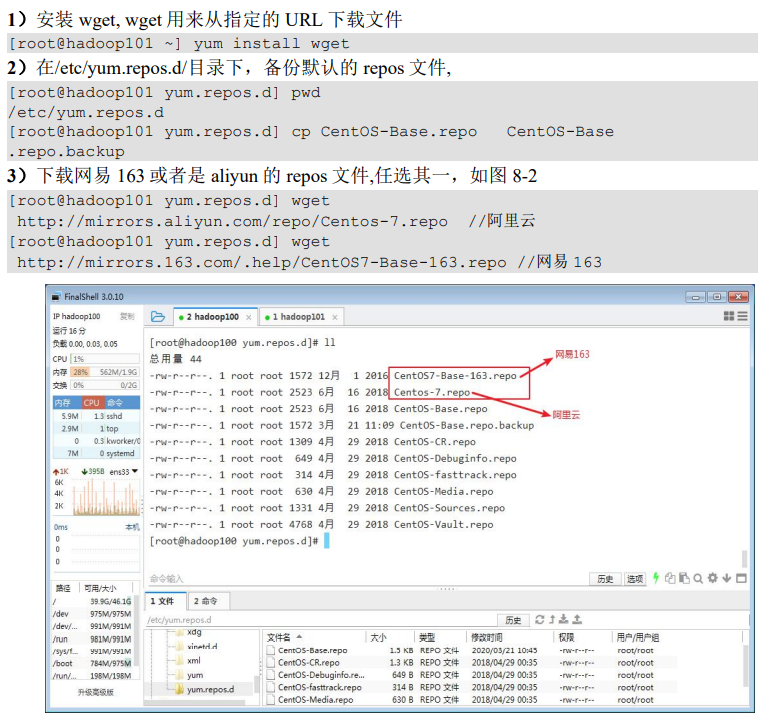 1）安装 wget, wget 用来从指定的 URL 下载文件
[root@hadoop101 ~] yum install wget
2）在/etc/yum.repos.d/目录下，备份默认的 repos 文件,
[root@hadoop101 yum.repos.d] pwd
/etc/yum.repos.d
[root@hadoop101 yum.repos.d] cp CentOS-Base.repo   CentOS-Base
.repo.backup
3）下载网易 163 或者是 aliyun 的 repos 文件,任选其一，如图 8-2
[root@hadoop101 yum.repos.d] wget
http://mirrors.aliyun.com/repo/Centos-7.repo  //阿里云
[root@hadoop101 yum.repos.d] wget
http://mirrors.163.com/.help/CentOS7-Base-163.repo //网易 163
FinalShell 3.0.10
IP hadoop100 复制
运行 16 分
负载 0.00, 0.03, 0.05
CPU 1%
内存 28% 562M/1.9G
交换 0% 0/2G
内存 CPU 命令
5.9M 1.3 sshd
2.9M 1 top
0 0.3 kworker/0
7M 0 systemd
1K 395B ens33
6K
4K
2K
0ms 本机
0
0
0
路径 可用/大小
/ 39.9G/46.1G
/dev 975M/975M
/dev/... 991M/991M
/run 981M/991M
/sys/f... 991M/991M
/boot 784M/975M
/run/... 198M/198M
升级高级版
2 hadoop100 1 hadoop101
[root@hadoop100 yum.repos.d]# ll
总用量 44
-rw-r--r--. 1 root root 1572 12月  1 2016 CentOS7-Base-163.repo
网易163
-rw-r--r--. 1 root root 2523 6月  16 2018 Centos-7.repo
阿里云
-rw-r--r--. 1 root root 2523 6月  16 2018 CentOS-Base.repo
-rw-r--r--. 1 root root 1572 3月  21 11:09 CentOS-Base.repo.backup
-rw-r--r--. 1 root root 1309 4月  29 2018 CentOS-CR.repo
-rw-r--r--. 1 root root  649 4月  29 2018 CentOS-Debuginfo.repo
-rw-r--r--. 1 root root  314 4月  29 2018 CentOS-fasttrack.repo
-rw-r--r--. 1 root root  630 4月  29 2018 CentOS-Media.repo
-rw-r--r--. 1 root root 1331 4月  29 2018 CentOS-Sources.repo
-rw-r--r--. 1 root root 4768 4月  29 2018 CentOS-Vault.repo
[root@hadoop100 yum.repos.d]#
命令输入 历史 选项
1 文件 2 命令
/etc/yum.repos.d 历史
xdg
xinetd.d
xml
yum
yum.repos.d
文件名 大小 类型 修改时间 权限 用户/用户组
CentOS-Base.repo 1.5 KB REPO 文件 2020/03/21 10:45 -rw-r--r-- root/root
CentOS-CR.repo 1.3 KB REPO 文件 2018/04/29 00:35 -rw-r--r-- root/root
CentOS-Debuginfo.re... 649 B REPO 文件 2018/04/29 00:35 -rw-r--r-- root/root
CentOS-fasttrack.repo 314 B REPO 文件 2018/04/29 00:35 -rw-r--r-- root/root
CentOS-Media.repo 630 B REPO 文件 2018/04/29 00:35 -rw-r--r-- root/root